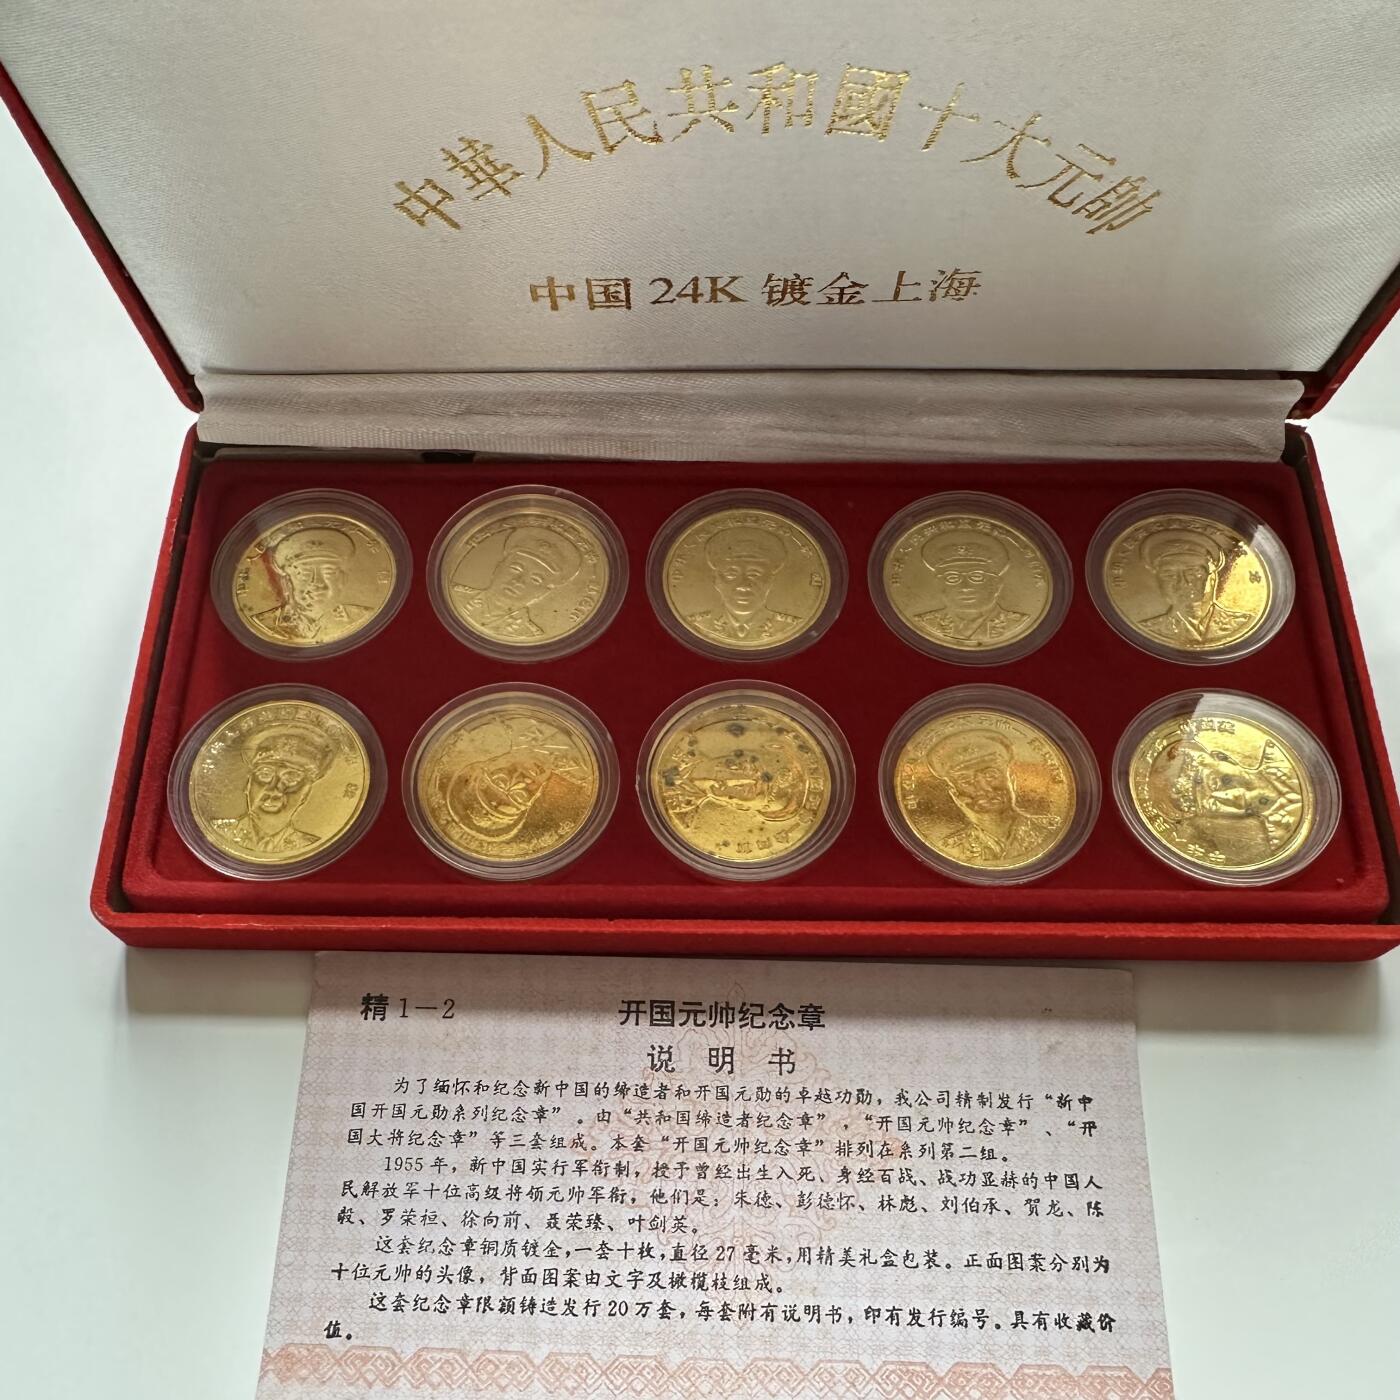 中華人民共和國十大元帥
中国24K镀金上海
精1－2
开国元帅纪念章
说明书
为了缅怀和纪念新中国的缔造者和开国元勋的卓越功勋，我公司精制发行“新中
国开国元勋系列纪念章”。由“共和国缔造者纪念章”，“开国元帅纪念章”、“开
国大将纪念章”等三套组成。本套“开国元帅纪念章”排列在系列第二组。
1955年，新中国实行军衔制，授予曾经出生入死、身经百战、战功显赫的中国人
民解放军十位高级将领元帅军衔，他们是：朱德、彭德怀、林彪、刘伯承、贺龙、陈
毅、罗荣桓、徐向前、聂荣臻、叶剑英。
这套纪念章铜质镀金，一套十枚，直径27毫米，用精美礼盒包装。正面图案分别为
十位元帅的头像，背面图案由文字及橄榄枝组成。
这套纪念章限额铸造发行20万套，每套附有说明书，印有发行编号。具有收藏价
值。